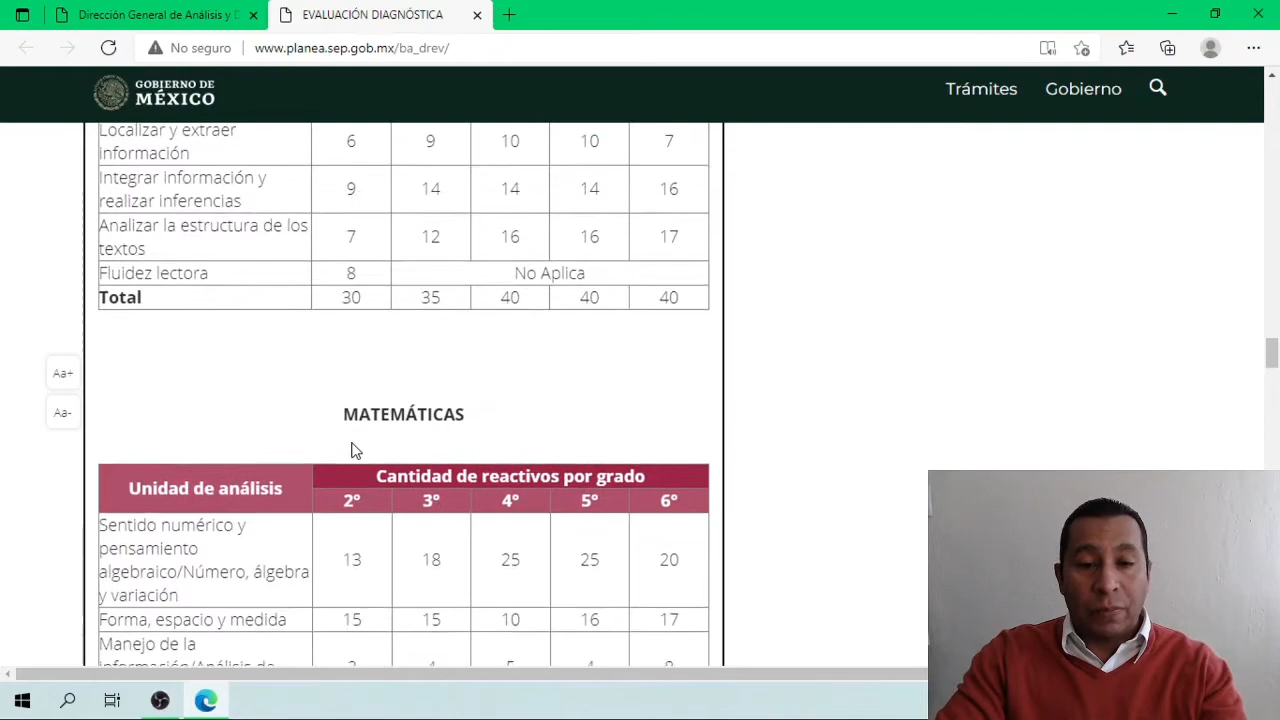 Dirección General de Análisis y D
EVALUACIÓN DIAGNÓSTICA
No seguro
www.planea.sep.gob.mx/ba_drev/
GOBIERNO DE
MÉXICO
Trámites
Gobierno
Localizar y extraer
información
6 9 10 10 7
Integrar información y
realizar inferencias
9 14 14 14 16
Analizar la estructura de los
textos
7 12 16 16 17
Fluidez lectora 8 No Aplica
Total 30 35 40 40 40
Aa+
Aa-
MATEMÁTICAS
Unidad de análisis
Cantidad de reactivos por grado
2° 3° 4° 5° 6°
Sentido numérico y
pensamiento
algebraico/Número, álgebra
y variación
13 18 25 25 20
Forma, espacio y medida 15 15 10 16 17
Manejo de la
información/Análisis de